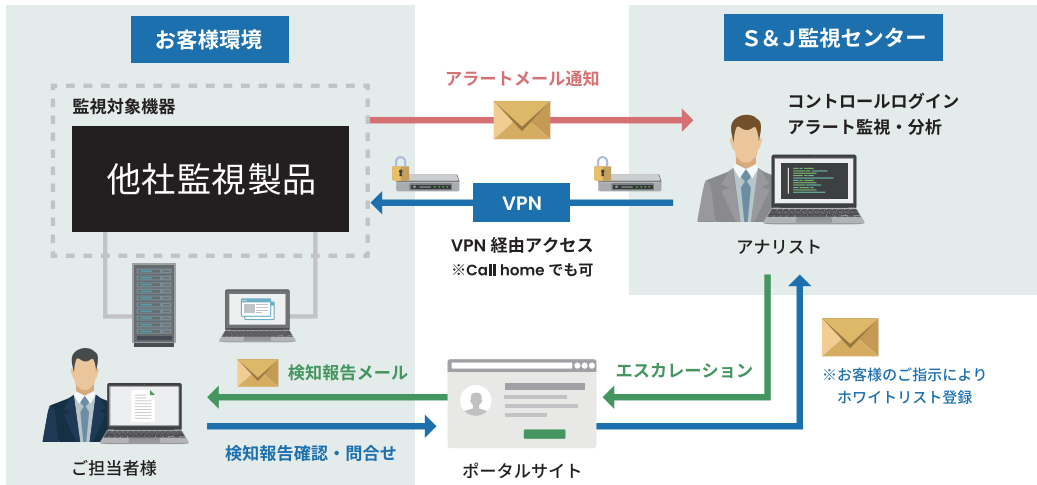 お客様環境
S&J監視センター
監視対象機器
他社監視製品
アラートメール通知
コントロールログイン
アラート監視・分析
アナリスト
VPN
VPN 経由アクセス
※Call home でも可
検知報告メール
エスカレーション
※お客様のご指示により
ホワイトリスト登録
検知報告確認・問合せ
ご担当者様
ポータルサイト